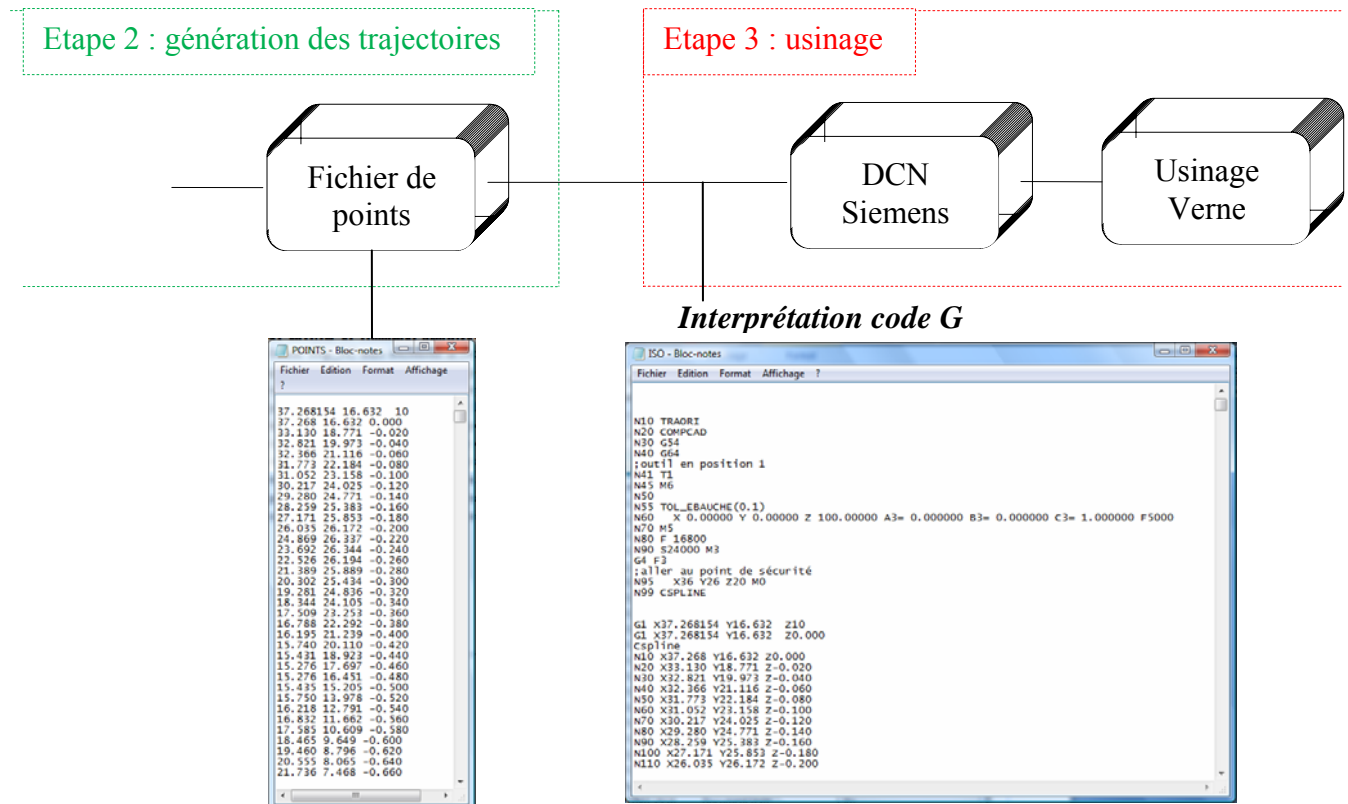 Etape 2 : génération des trajectoires
Etape 3 : usinage
Fichier de
points
DCN
Siemens
Usinage
Verne
Interprétation code G
POINTS - Bloc-notes
Fichier Edition Format Affichage
?
37.268154 16.632 10
37.268 16.632 0.000
33.130 18.771 -0.020
32.821 19.973 -0.040
32.366 21.116 -0.060
31.773 22.184 -0.080
31.052 23.158 -0.100
30.217 24.025 -0.120
29.280 24.771 -0.140
28.259 25.383 -0.160
27.171 25.853 -0.180
26.035 26.172 -0.200
24.869 26.337 -0.220
23.692 26.344 -0.240
22.526 26.194 -0.260
21.389 25.889 -0.280
20.302 25.434 -0.300
19.281 24.836 -0.320
18.344 24.105 -0.340
17.509 23.253 -0.360
16.788 22.292 -0.380
16.195 21.239 -0.400
15.740 20.110 -0.420
15.431 18.923 -0.440
15.276 17.697 -0.460
15.276 16.451 -0.480
15.435 15.205 -0.500
15.750 13.978 -0.520
16.218 12.791 -0.540
16.832 11.662 -0.560
17.585 10.609 -0.580
18.465 9.649 -0.600
19.460 8.796 -0.620
20.555 8.065 -0.640
21.736 7.468 -0.660
ISO - Bloc-notes
Fichier Edition Format Affichage ?
N10 TRAORI
N20 COMPCAD
N30 G54
N40 G64
;outil en position 1
N41 T1
N45 M6
N50
N55 TOL_EBAUCHE(0.1)
N60 X 0.00000 Y 0.00000 Z 100.00000 A3= 0.000000 B3= 0.000000 C3= 1.000000 F5000
N70 M5
N80 F 16800
N90 S24000 M3
G4 F3
;aller au point de sécurité
N95 X36 Y26 Z20 M0
N99 CSPLINE
G1 X37.268154 Y16.632 Z10
G1 X37.268154 Y16.632 Z0.000
Cspline
N10 X37.268 Y16.632 Z0.000
N20 X33.130 Y18.771 Z-0.020
N30 X32.821 Y19.973 Z-0.040
N40 X32.366 Y21.116 Z-0.060
N50 X31.773 Y22.184 Z-0.080
N60 X31.052 Y23.158 Z-0.100
N70 X30.217 Y24.025 Z-0.120
N80 X29.280 Y24.771 Z-0.140
N90 X28.259 Y25.383 Z-0.160
N100 X27.171 Y25.853 Z-0.180
N110 X26.035 Y26.172 Z-0.200